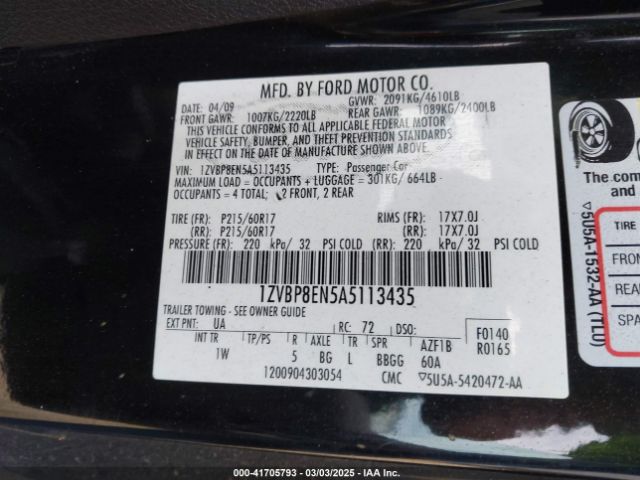 MFD. BY FORD MOTOR CO.
04/09 GVWR: 2091KG/4610LB
FRONT GAWR: 1007KG/2220LB REAR GAWR: 1089KG/2400LB
THIS VEHICLE CONFORMS TO ALL APPLICABLE FEDERAL MOTOR
VEHICLE SAFETY, BUMPER, AND THEFT PREVENTION STANDARDS
IN EFFECT ON THE DATE OF MANUFACTURE SHOWN ABOVE.
VIN: 1ZVBP8EN5A5113435 TYPE: Passenger Car
MAXIMUM LOAD = OCCUPANTS + LUGGAGE = 301KG/ 664LB
OCCUPANTS = 4 TOTAL; 2 FRONT, 2 REAR
TIRE (FR): P215/60R17 RIMS (FR): 17X7.0J
(RR): P215/60R17 (RR): 17X7.0J
PRESSURE (FR): 220 kPa/ 32 PSI COLD (RR): 220 kPa/ 32 PSI COLD
1ZVBP8EN5A5113435
TRAILER TOWING - SEE OWNER GUIDE
EXT PNT: UA RC: 72 DSO: F0140
INT TR TP/PS R AXLE TR SPR AZF1B R0165
1W 5 BG L BBGG 60A
1200904303054 CMC ▽5U5A-5420472-AA
The com
▽5U5A-1532-AA (TLU)
TIRE
FRON
REA
SPA
000-41705793 - 03/03/2025 - IAA Inc.